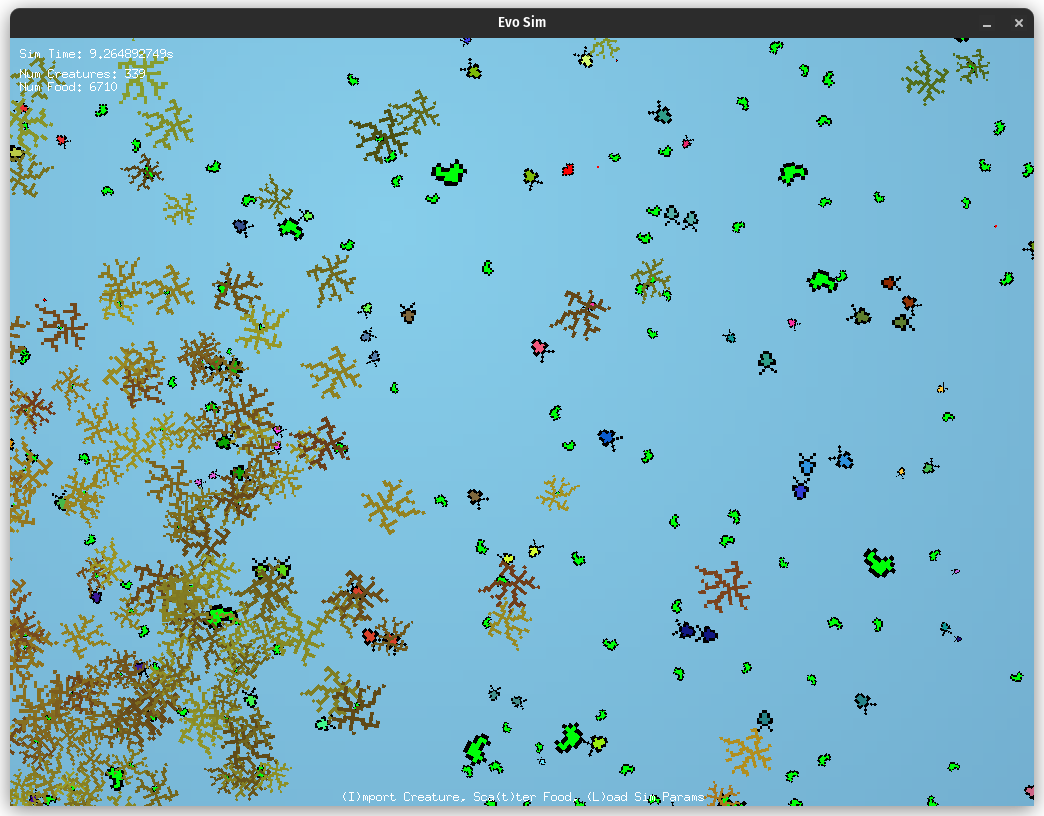 Evo Sim
Sim Time: 9.264892749s
Num Creatures: 339
Num Food: 6710
(I)mport Creature, Sca(t)ter Food, (L)oad Sim Params